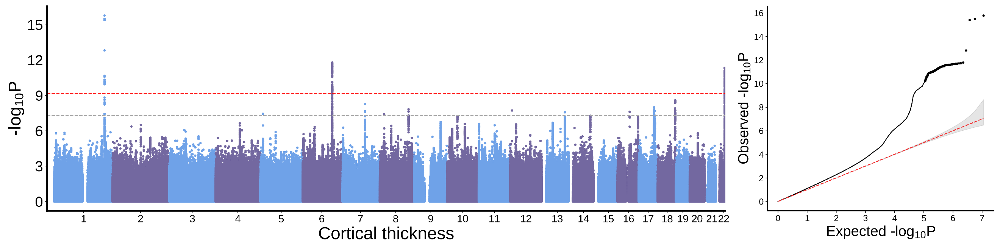 15
12
9
6
3
0
-log10P
1 2 3 4 5 6 7 8 9 10 11 12 13 14 15 16 17 18 19 20 21 22
Cortical thickness
16
14
12
10
8
6
4
2
0
Observed -log10P
0 1 2 3 4 5 6 7
Expected -log10P